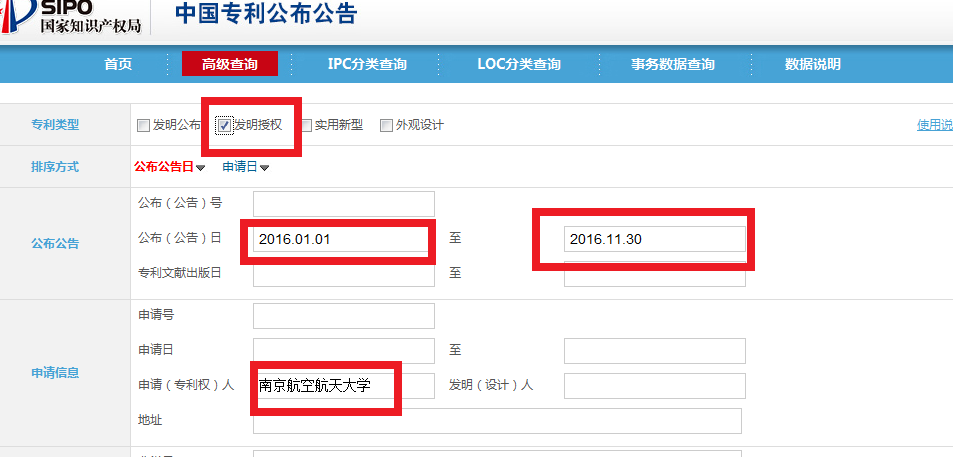 SIPO
国家知识产权局
中国专利公布公告
首页 高级查询 IPC分类查询 LOC分类查询 事务数据查询 数据说明
专利类型 发明公布 发明授权 实用新型 外观设计 使用说
排序方式 公布公告日 申请日
公布（公告）号
公布公告 公布（公告）日 2016.01.01 至 2016.11.30
专利文献出版日 至
申请号
申请日 至
申请信息 申请（专利权）人 南京航空航天大学 发明（设计）人
地址